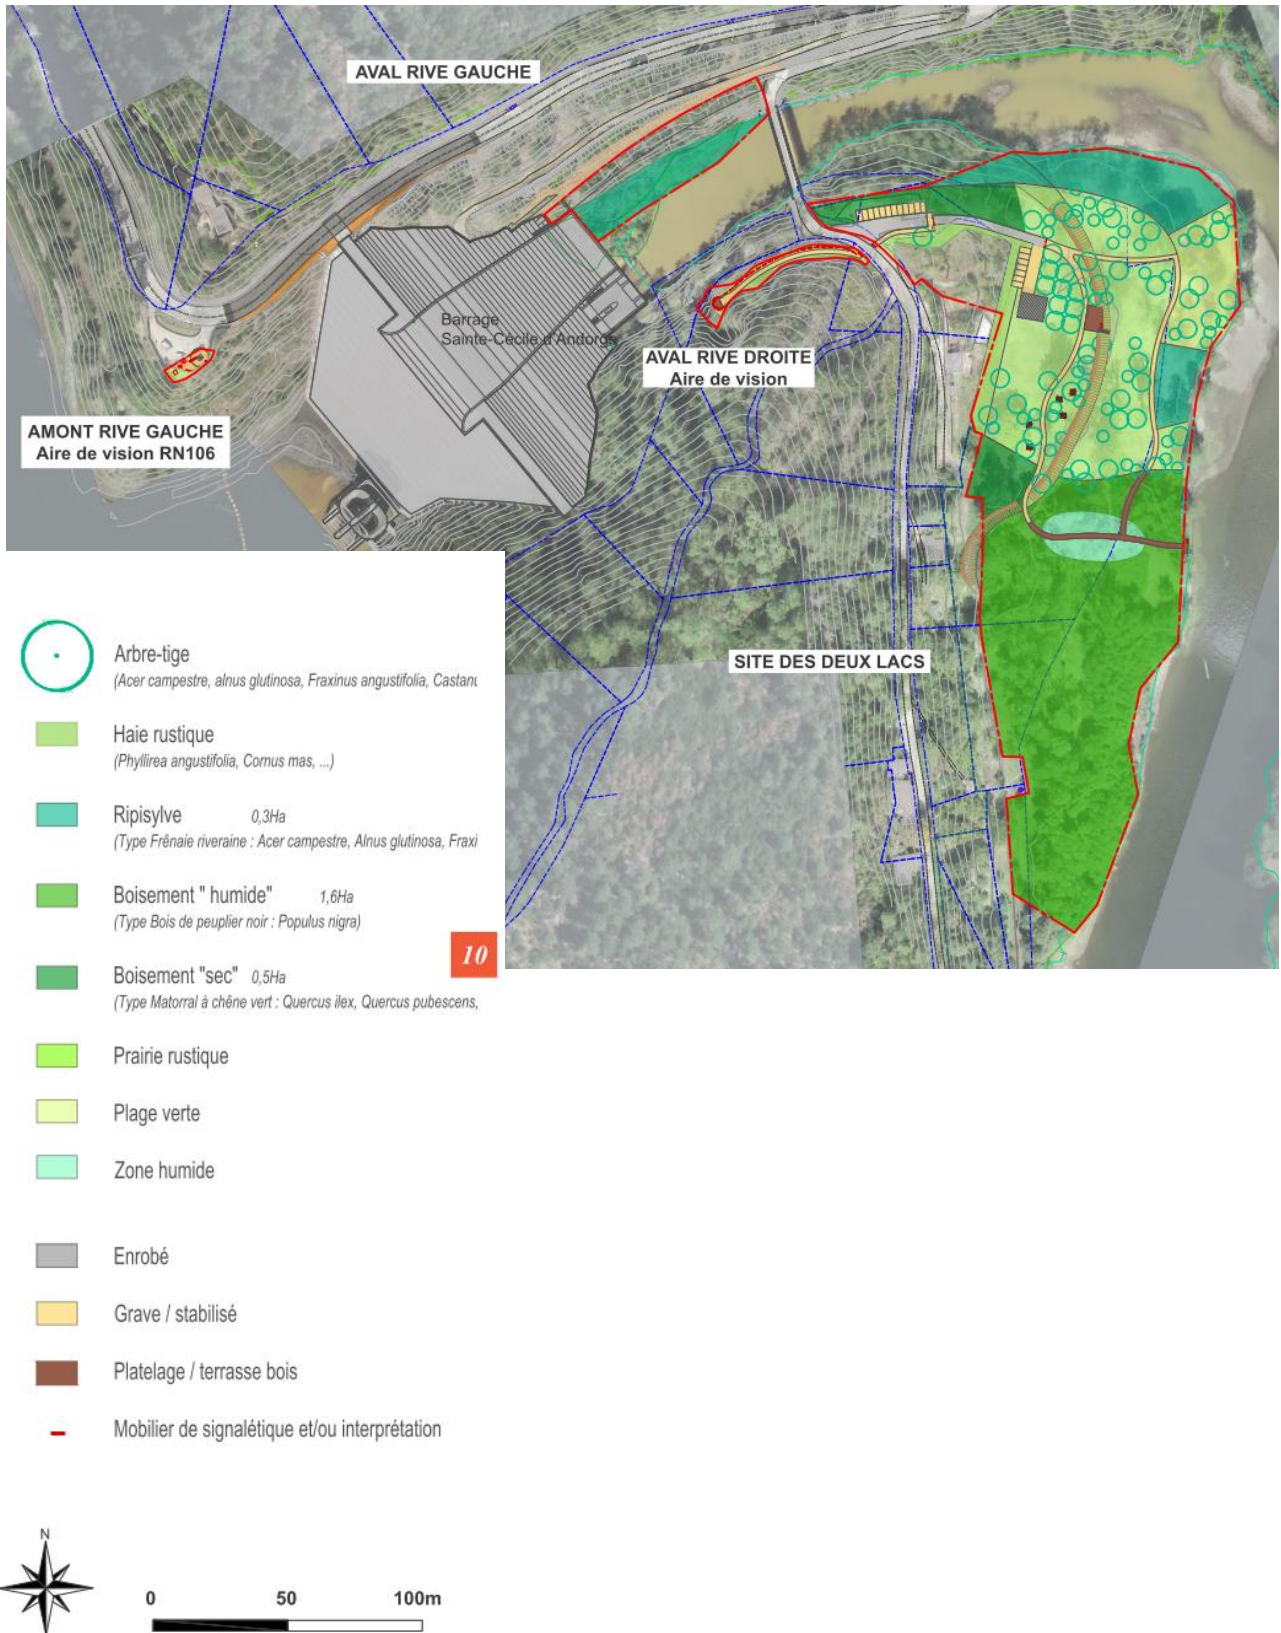 AVAL RIVE GAUCHE
Barrage
Sainte-Cécile d'Andorge
AVAL RIVE DROITE
Aire de vision
AMONT RIVE GAUCHE
Aire de vision RN106
SITE DES DEUX LACS
Arbre-tige
(Acer campestre, alnus glutinosa, Fraxinus angustifolia, Castanu
Haie rustique
(Phyllirea angustifolia, Cornus mas, ...)
Ripisylve 0,3Ha
(Type Frênaie riveraine : Acer campestre, Alnus glutinosa, Fraxi
Boisement " humide" 1,6Ha
(Type Bois de peuplier noir : Populus nigra)
10
Boisement "sec" 0,5Ha
(Type Matorral à chêne vert : Quercus ilex, Quercus pubescens,
Prairie rustique
Plage verte
Zone humide
Enrobé
Grave / stabilisé
Platelage / terrasse bois
Mobilier de signalétique et/ou interprétation
N
0 50 100m